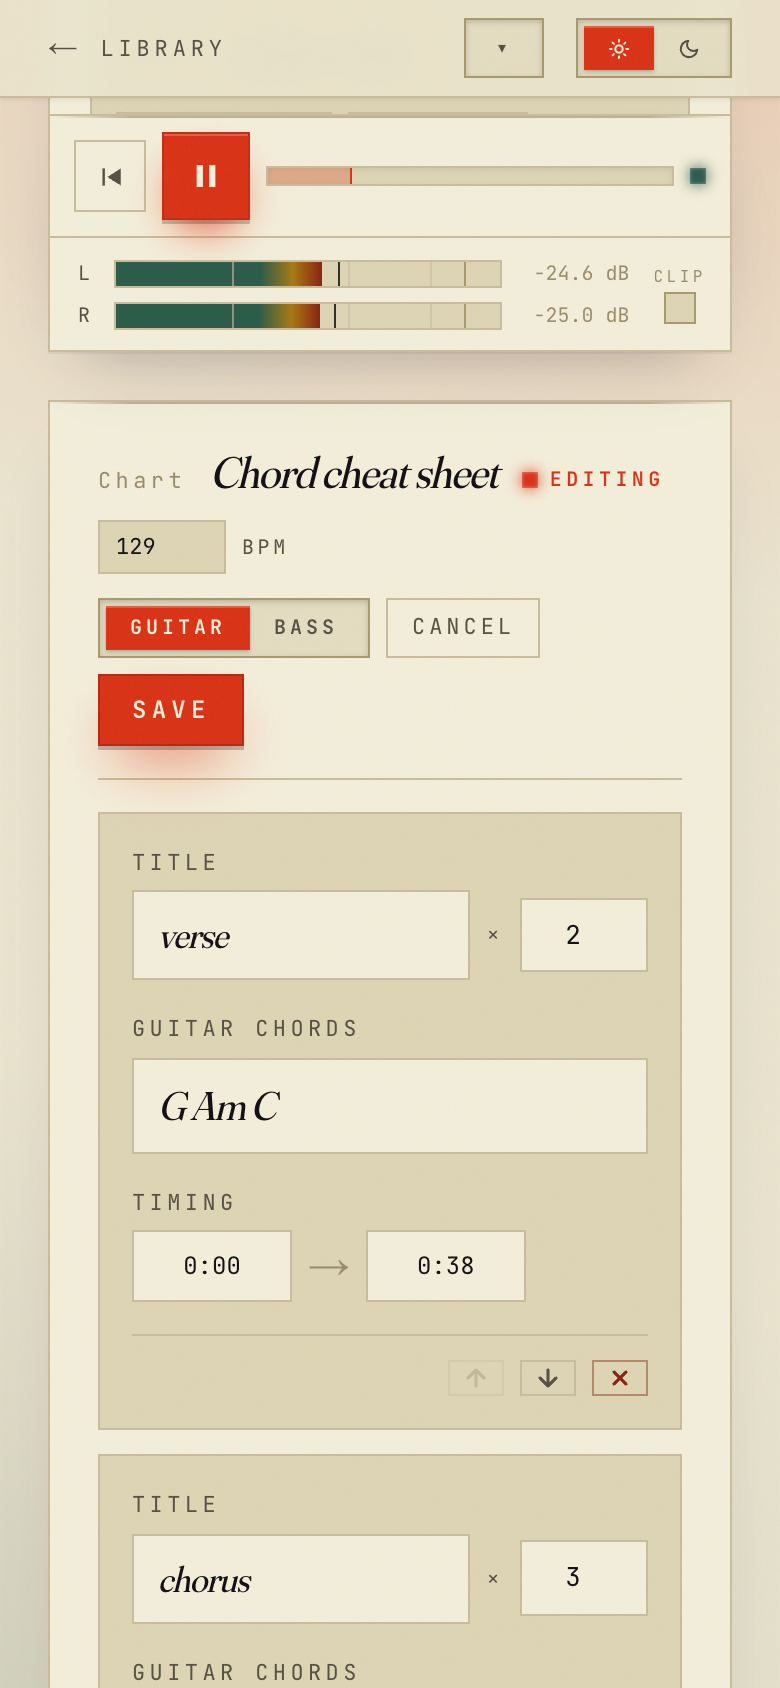 ← LIBRARY ▼
L -24.6 dB CLIP
R -25.0 dB
Chart Chord cheat sheet EDITING
129 BPM
GUITAR BASS CANCEL
SAVE
TITLE
verse × 2
GUITAR CHORDS
G Am C
TIMING
0:00 → 0:38
TITLE
chorus × 3
GUITAR CHORDS